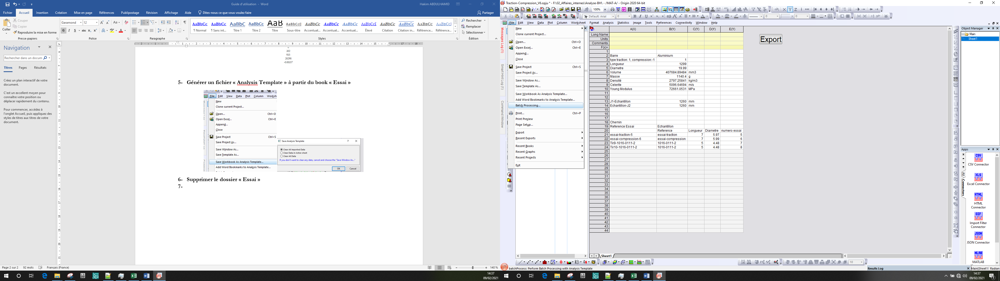 Guide d'utilisation - Word
Hakim ABDULHAMID
Fichier Accueil Insertion Création Mise en page Références Publipostage Révision Affichage Aide Dites-nous ce que vous voulez faire Partager
Coller
Couper
Copier
Reproduire la mise en forme
Presse-papiers
Garamond 12
Police
Paragraphe
AaBbCc AaBbCc AaBbC AaBbCc AaB AaBbCcD AaBbCc AaBbCc AaBbCc AaBbCc AaBbCc AaBbCc AaBbCc AaBbCcI
¶ Normal ¶ Sans int... Titre 1 Titre 2 Titre Sous-titre Accentuat... Accentuat... Accentuat... Élevé Citation Citation in... Référence... Référence...
Styles
Rechercher
Remplacer
Sélectionner
Édition
Navigation
Rechercher dans un docum
Titres Pages Résultats
Créez un plan interactif de votre
document.
C'est un excellent moyen pour
connaître votre position ou
déplacer rapidement du contenu.
Pour commencer, accédez à
l'onglet Accueil, puis appliquez des
styles de titres aux titres de votre
document.
302
935
20298
-0.00357
5- Générer un fichier « Analysis Template » à partir du book « Essai »
File Edit View Data Plot Column Worksh
New
Clone current Project...
Open... Ctrl+O
Open Excel... Ctrl+E
Append...
Close
Save Project Ctrl+S
Save Project As...
Save Window As...
Save Template As...
Save Workbook As Analysis Template...
Add Word Bookmarks to Analysis Template...
Save Analysis Template ? ×
Clear All Imported Data
Clear Data in Active sheet
Clear All Data
If you don't want to clear any data, cancel and choose the "Save Window As..."
OK Cancel
6- Supprimer le dossier « Essai »
7-
Page 2 sur 2 92 mots Français (France) 140 %
14:37
09/02/2021
Traction-Compression_V6.opju * - F:\02_Affaires_internes\Analyse-BH\ - /MAT-A/ - Origin 2020 64-bit
100%
Default: Arial 0
File Edit View Data Plot Column Worksheet Format Analysis Statistics Image Tools Preferences Connectivity Window Help
Messages Log (1)
Smart Hint Log (1)
Command Window
New
Clone current Project...
Open... Ctrl+O
Open Excel... Ctrl+E
Append...
Close
Save Project Ctrl+S
Save Project As...
Save Window As...
Save Template As...
Save Workbook As Analysis Template...
Add Word Bookmarks to Analysis Template...
Batch Processing...
Print... Ctrl+P
Print Preview
Page Setup...
Export
Recent Exports
Recent Books
Recent Graphs
Recent Projects
Exit
A(X) B(Y) C(Y) D(Y) E(Y)
Long Name
Units
Comments
F(x)=
1
2 Barre Aluminium
3 type traction: 1, compression:-1 1
4 Longueur 1299
5 Diametre 19.99
6 Volume 407684.89484 mm3
7 Masse 1140.4 g
8 Densité 2797.25841 kg/m3
9 Celerite 5096.64694 m/s
10 Young Modulus 72661.0531 MPa
11
12
13 J1-Echantillon 1260 mm
14 Echantillon-J2 1260 mm
15
16
17
18 Chemin
19 Reference Essai Echantillon
20 Reference Longueur Diametre numero essai
21 essai-traction-5 essai-traction 7 5.97 5
22 essai-compression-6 essai-compression 7 5.99 6
23 Tir9-1016-0111-2 1016-0111-2 5 4.48 7
24 Tir10-1016-0111-2 1016-0111-2 5 4.48 8
25
26
27
28
29
30
31
32
33
34
35
36
37
38
39
40
41
42
43
44
Export
Sheet1
Object Manager
Main
Sheet1
Apps
All
Connectors
CSV Connector
Excel Connector
HTML
Connector
Import Filter
Connector
JSON Connector
MATLAB
batchProcess: Perform Batch Processing with Analysis Template
Results Log
Radian
14:37
09/02/2021